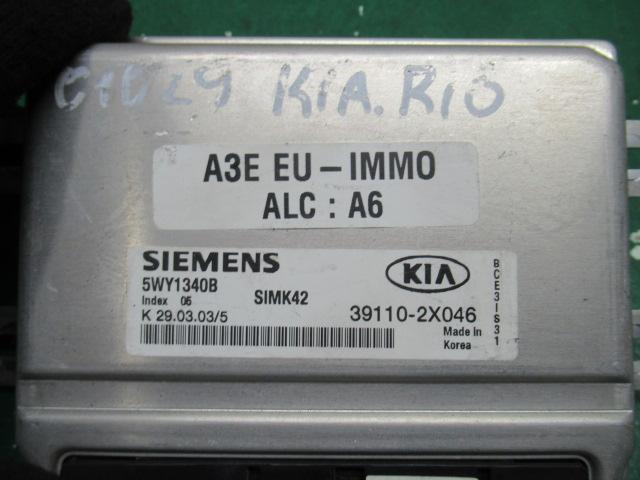 KIA.RIO
A3E EU - IMMO
ALC : A6
SIEMENS
5WY1340B
Index 05
SIMK42
K 29.03.03/5
KIA
39110-2X046
Made In
Korea
BCE3IS31